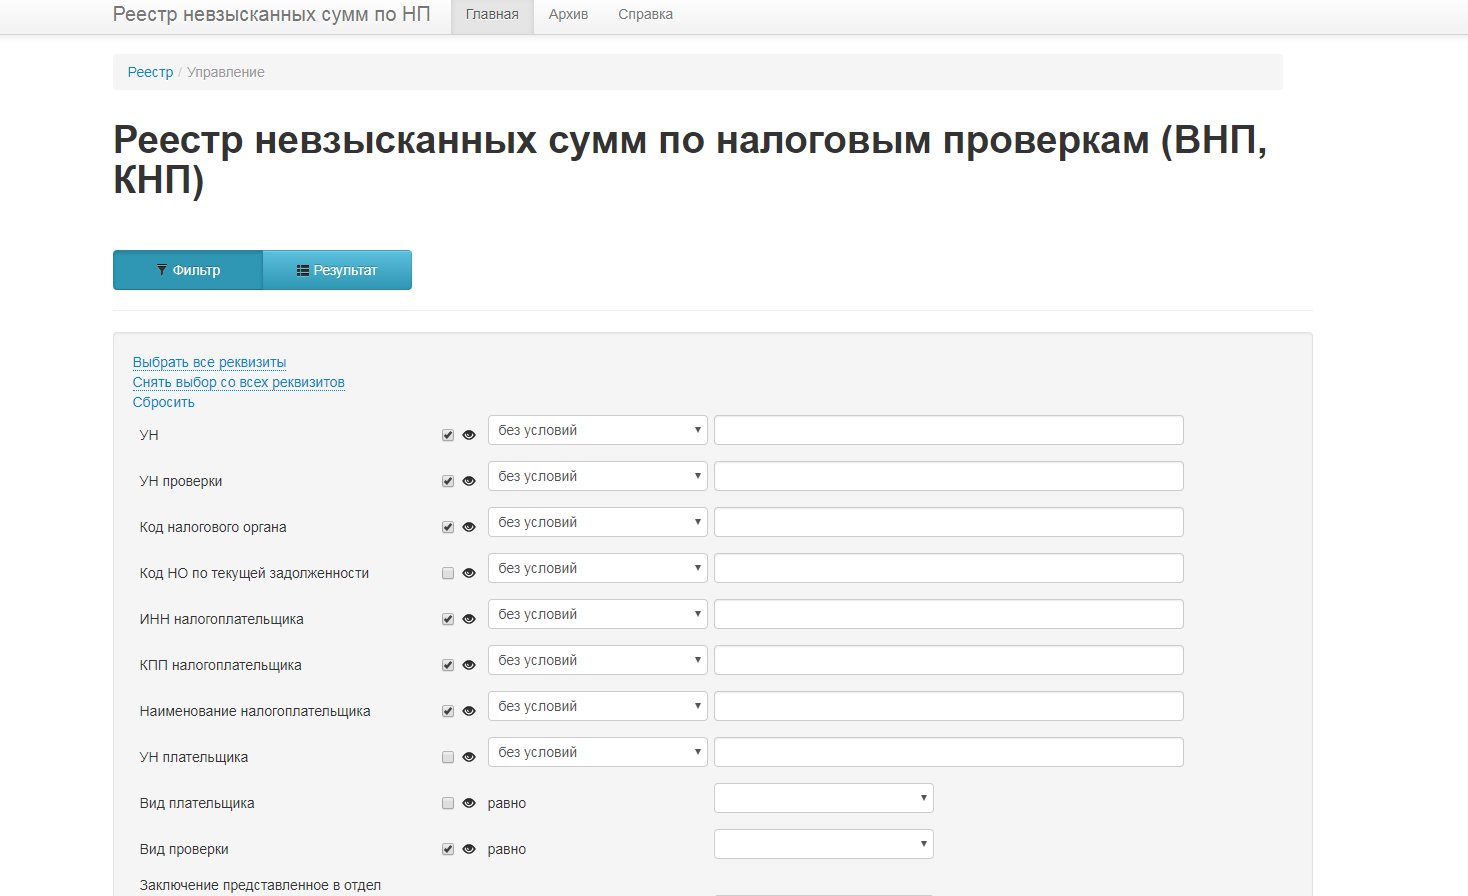 Реестр невзысканных сумм по НП Главная Архив Справка
Реестр / Управление
Реестр невзысканных сумм по налоговым проверкам (ВНП,
КНП)
Фильтр Результат
Выбрать все реквизиты
Снять выбор со всех реквизитов
Сбросить
УН без условий
УН проверки без условий
Код налогового органа без условий
Код НО по текущей задолженности без условий
ИНН налогоплательщика без условий
КПП налогоплательщика без условий
Наименование налогоплательщика без условий
УН плательщика без условий
Вид плательщика равно
Вид проверки равно
Заключение представленное в отдел